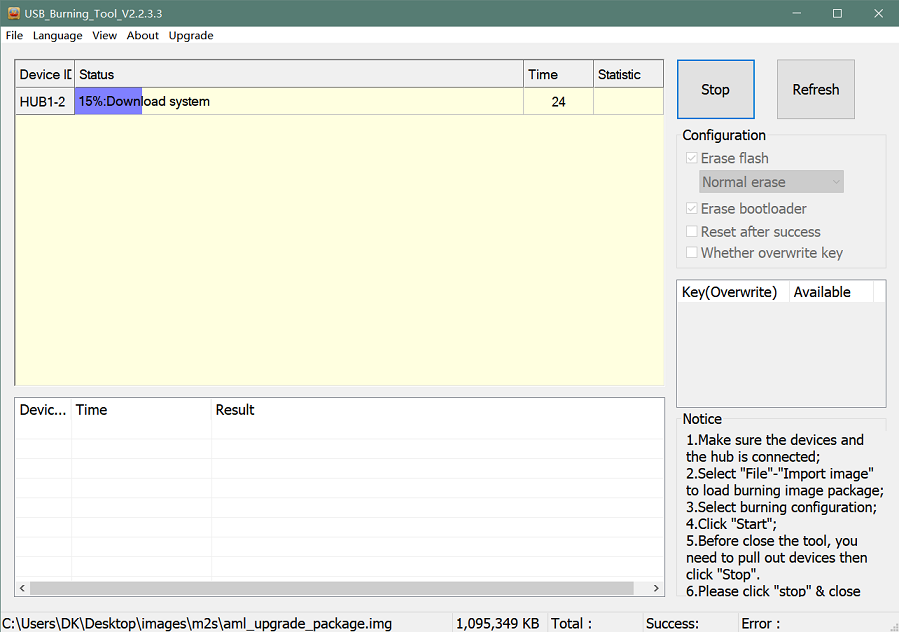 USB_Burning_Tool_V2.2.3.3
File Language View About Upgrade
Device ID Status Time Statistic
HUB1-2 15%:Download system 24
Stop Refresh
Configuration
Erase flash
Normal erase
Erase bootloader
Reset after success
Whether overwrite key
Key(Overwrite) Available
Devic... Time Result
Notice
1.Make sure the devices and
the hub is connected;
2.Select "File"-"Import image"
to load burning image package;
3.Select burning configuration;
4.Click "Start";
5.Before close the tool, you
need to pull out devices then
click "Stop".
6.Please click "stop" & close
C:\Users\DK\Desktop\images\m2s\aml_upgrade_package.img 1,095,349 KB Total : Success: Error :